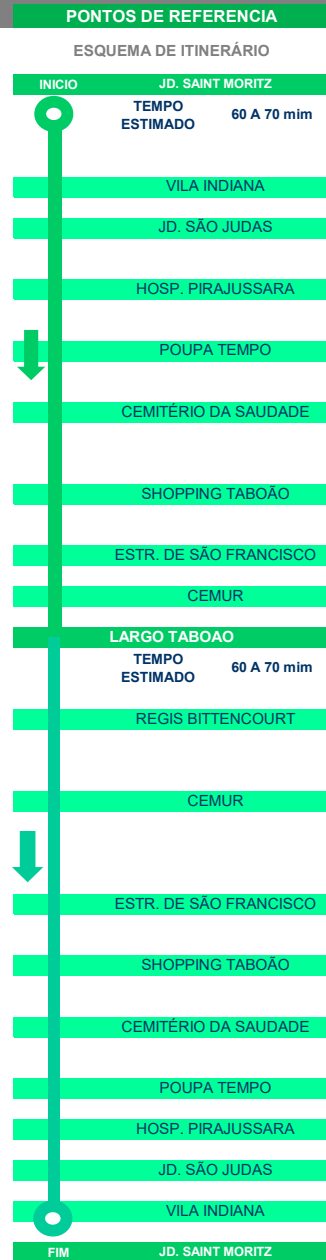 PONTOS DE REFERENCIA
ESQUEMA DE ITINERÁRIO
INICIO JD. SAINT MORITZ
TEMPO
ESTIMADO 60 A 70 mim
VILA INDIANA
JD. SÃO JUDAS
HOSP. PIRAJUSSARA
POUPA TEMPO
CEMITÉRIO DA SAUDADE
SHOPPING TABOÃO
ESTR. DE SÃO FRANCISCO
CEMUR
LARGO TABOAO
TEMPO
ESTIMADO 60 A 70 mim
REGIS BITTENCOURT
CEMUR
ESTR. DE SÃO FRANCISCO
SHOPPING TABOÃO
CEMITÉRIO DA SAUDADE
POUPA TEMPO
HOSP. PIRAJUSSARA
JD. SÃO JUDAS
VILA INDIANA
FIM JD. SAINT MORITZ